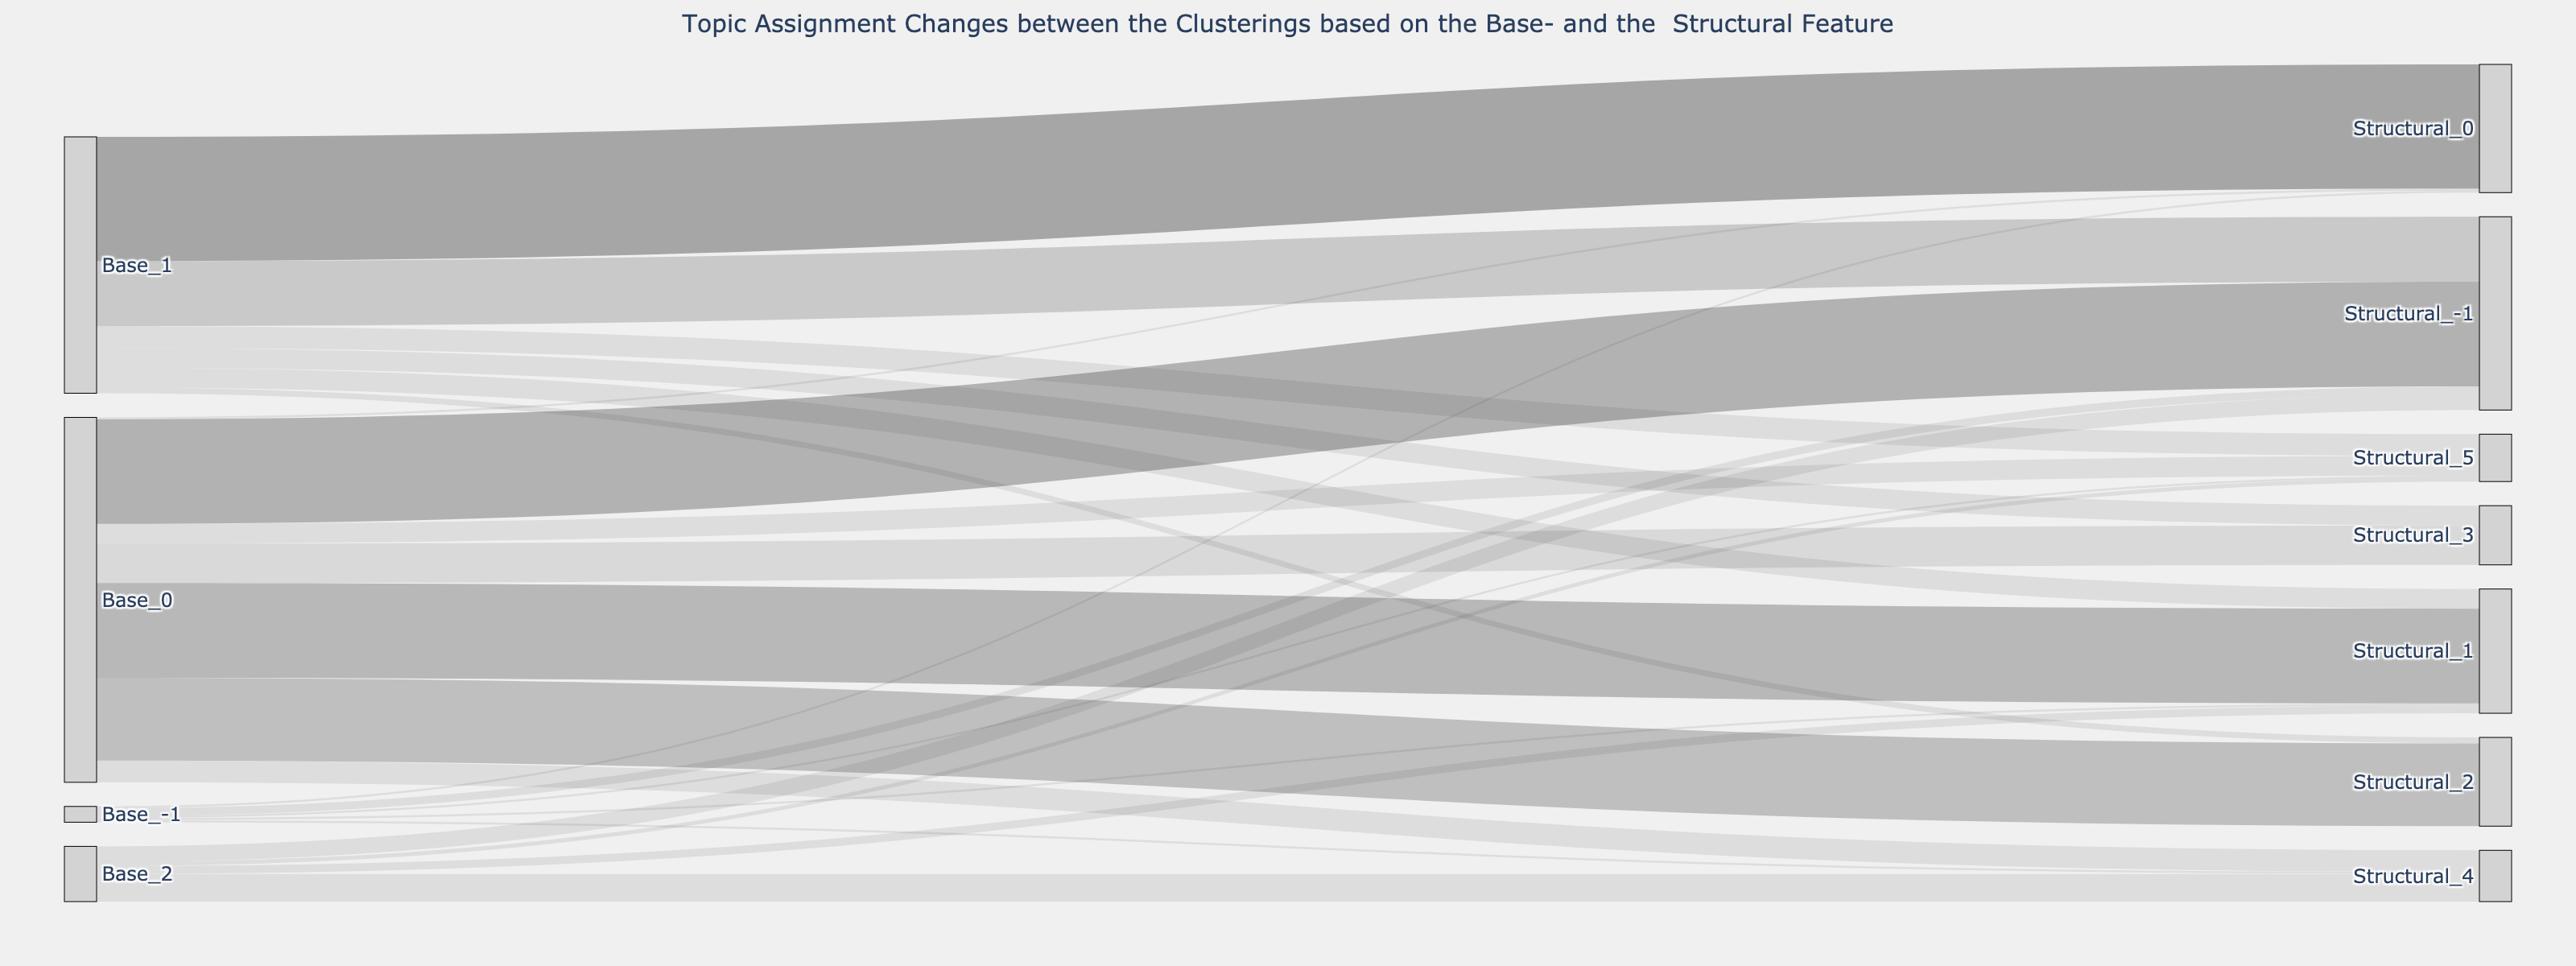 Topic Assignment Changes between the Clusterings based on the Base- and the  Structural Feature
Structural_0
Base_1
Structural_-1
Structural_5
Structural_3
Base_0
Structural_1
Structural_2
Base_-1
Base_2
Structural_4